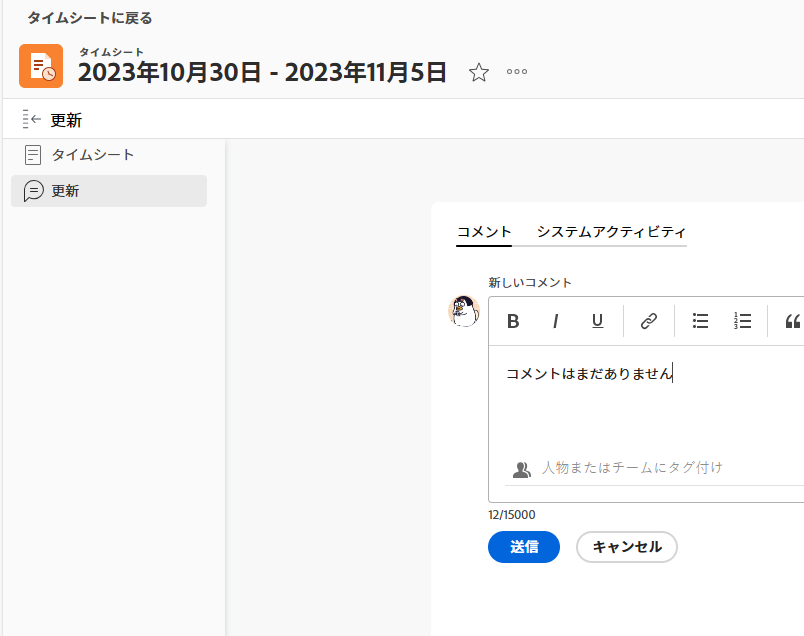 タイムシートに戻る
タイムシート
2023年10月30日 - 2023年11月5日
更新
タイムシート
更新
コメント
システムアクティビティ
新しいコメント
B I U
コメントはまだありません
人物またはチームにタグ付け
12/15000
送信
キャンセル